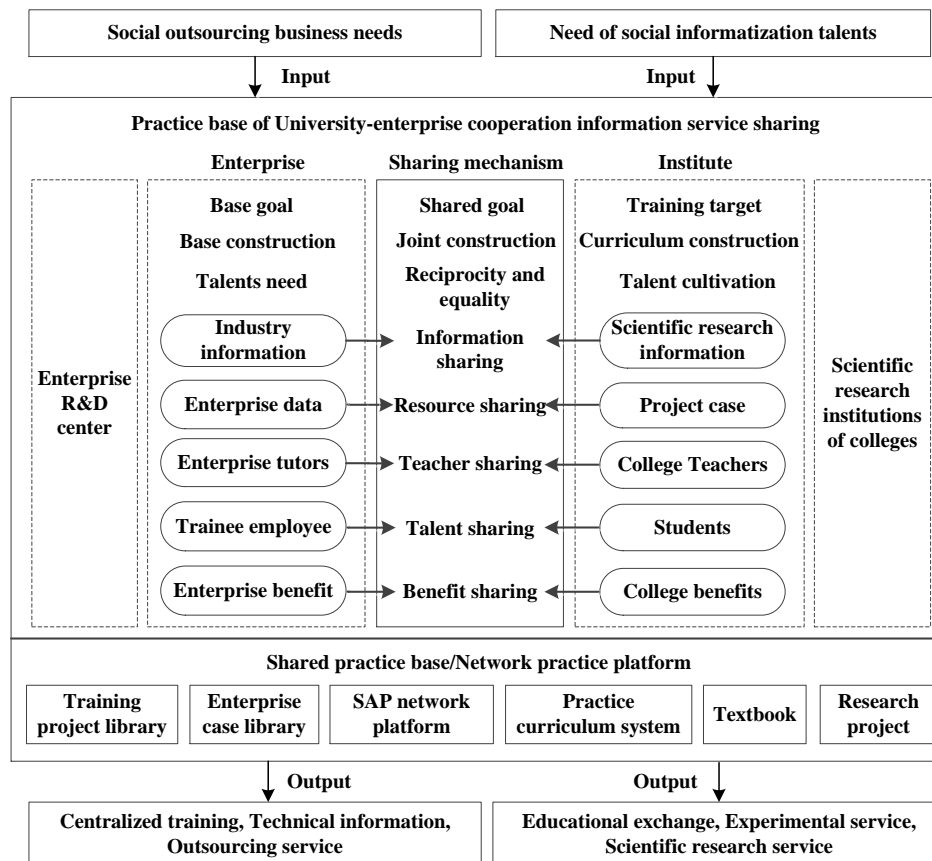 Social outsourcing business needs
Need of social informatization talents
Input
Input
Practice base of University-enterprise cooperation information service sharing
Enterprise
Sharing mechanism
Institute
Enterprise
R&D
center
Base goal
Base construction
Talents need
Industry
information
Enterprise data
Enterprise tutors
Trainee employee
Enterprise benefit
Shared goal
Joint construction
Reciprocity and
equality
Information
sharing
Resource sharing
Teacher sharing
Talent sharing
Benefit sharing
Training target
Curriculum construction
Talent cultivation
Scientific research
information
Project case
College Teachers
Students
College benefits
Scientific
research
institutions
of colleges
Shared practice base/Network practice platform
Training
project library
Enterprise
case library
SAP network
platform
Practice
curriculum system
Textbook
Research
project
Output
Output
Centralized training, Technical information,
Outsourcing service
Educational exchange, Experimental service,
Scientific research service